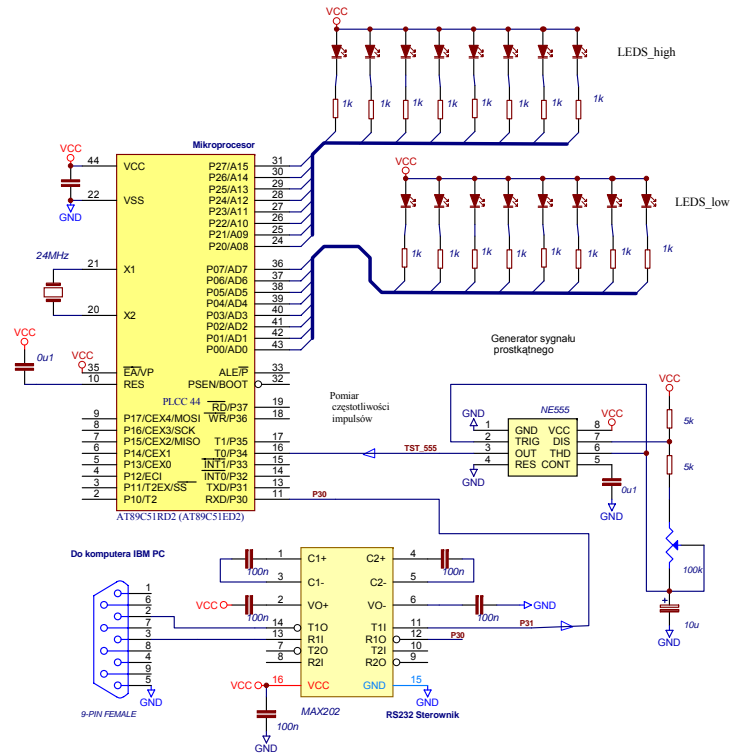 VCC
LEDS_high
1k 1k 1k 1k 1k 1k 1k 1k
Mikroprocesor
VCC
44 VCC P27/A15 31
P26/A14 30
P25/A13 29
22 VSS P24/A12 28
GND
P23/A11 27
P22/A10 26
P21/A09 25
P20/A08 24
VCC
LEDS_low
1k 1k 1k 1k 1k 1k 1k 1k
24MHz
21 X1 P07/AD7 36
P06/AD6 37
P05/AD5 38
P04/AD4 39
20 X2 P03/AD3 40
P02/AD2 41
P01/AD1 42
P00/AD0 43
VCC
0u1
35 EA/VP ALE/P 33
10 RES PSEN/BOOT 32
PLCC 44
RD/P37 19
9 P17/CEX4/MOSI WR/P36 18
8 P16/CEX3/SCK
7 P15/CEX2/MISO T1/P35 17
6 P14/CEX1 T0/P34 16
5 P13/CEX0 INT1/P33 15
4 P12/ECI INT0/P32 14
3 P11/T2EX/SS TXD/P31 13
2 P10/T2 RXD/P30 11
AT89C51RD2 (AT89C51ED2)
Pomiar
częstotliwości
impulsów
TST_555
P30
Generator sygnału
prostkątnego
NE555
GND
VCC
1 GND VCC 8
2 TRIG DIS 7
3 OUT THD 6
4 RES CONT 5
GND
0u1
VCC
5k
5k
100k
+
10u
GND
Do komputera IBM PC
1
6
2
7
3
8
4
9
5
GND
9-PIN FEMALE
100n
1 C1+ C2+ 4
3 C1- C2- 5
100n
VCC
100n
2 VO+ VO- 6
100n
GND
14 T1O T1I 11 P31
13 R1I R1O 12 P30
7 T2O T2I 10
8 R2I R2O 9
VCC 16 VCC GND 15
GND
100n
GND
MAX202
RS232 Sterownik